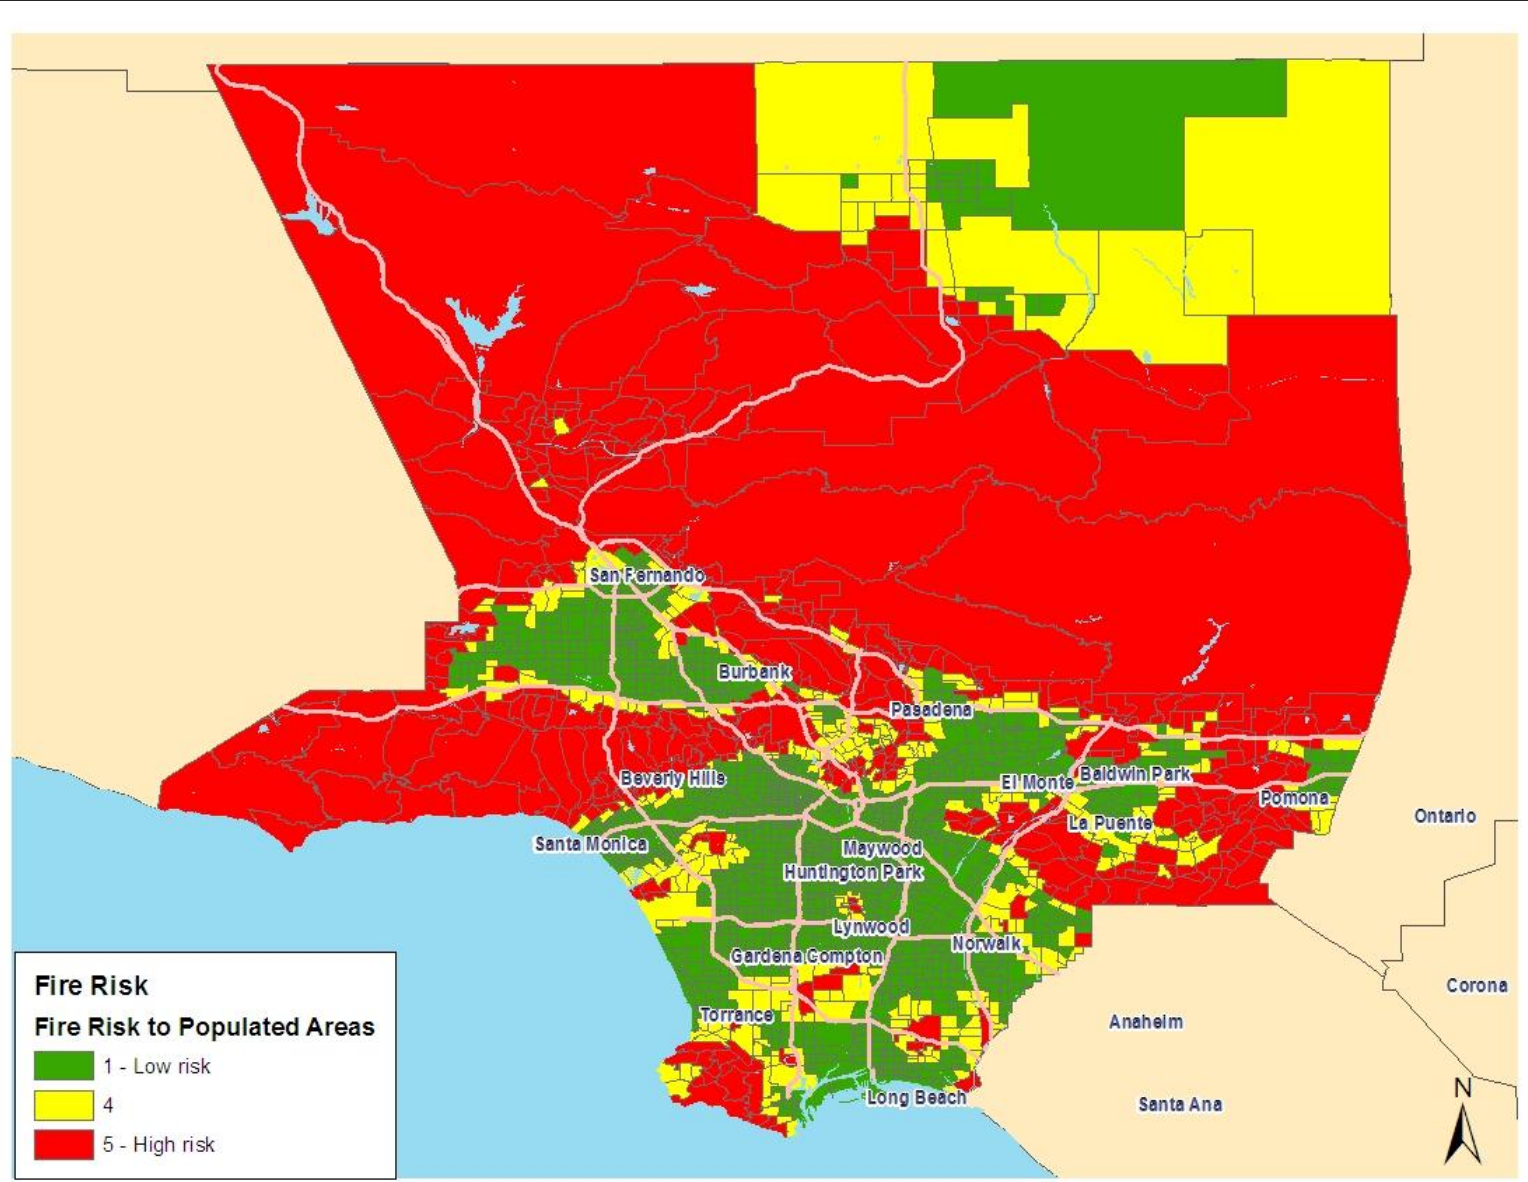 San Fernando
Burbank
Pasadena
Beverly Hills
El Monte
Baldwin Park
Pomona
La Puente
Ontario
Santa Monica
Maywood
Huntington Park
Lynwood
Norwalk
Gardena
Compton
Corona
Torrance
Anaheim
Long Beach
Santa Ana
N
Fire Risk
Fire Risk to Populated Areas
1 - Low risk
4
5 - High risk